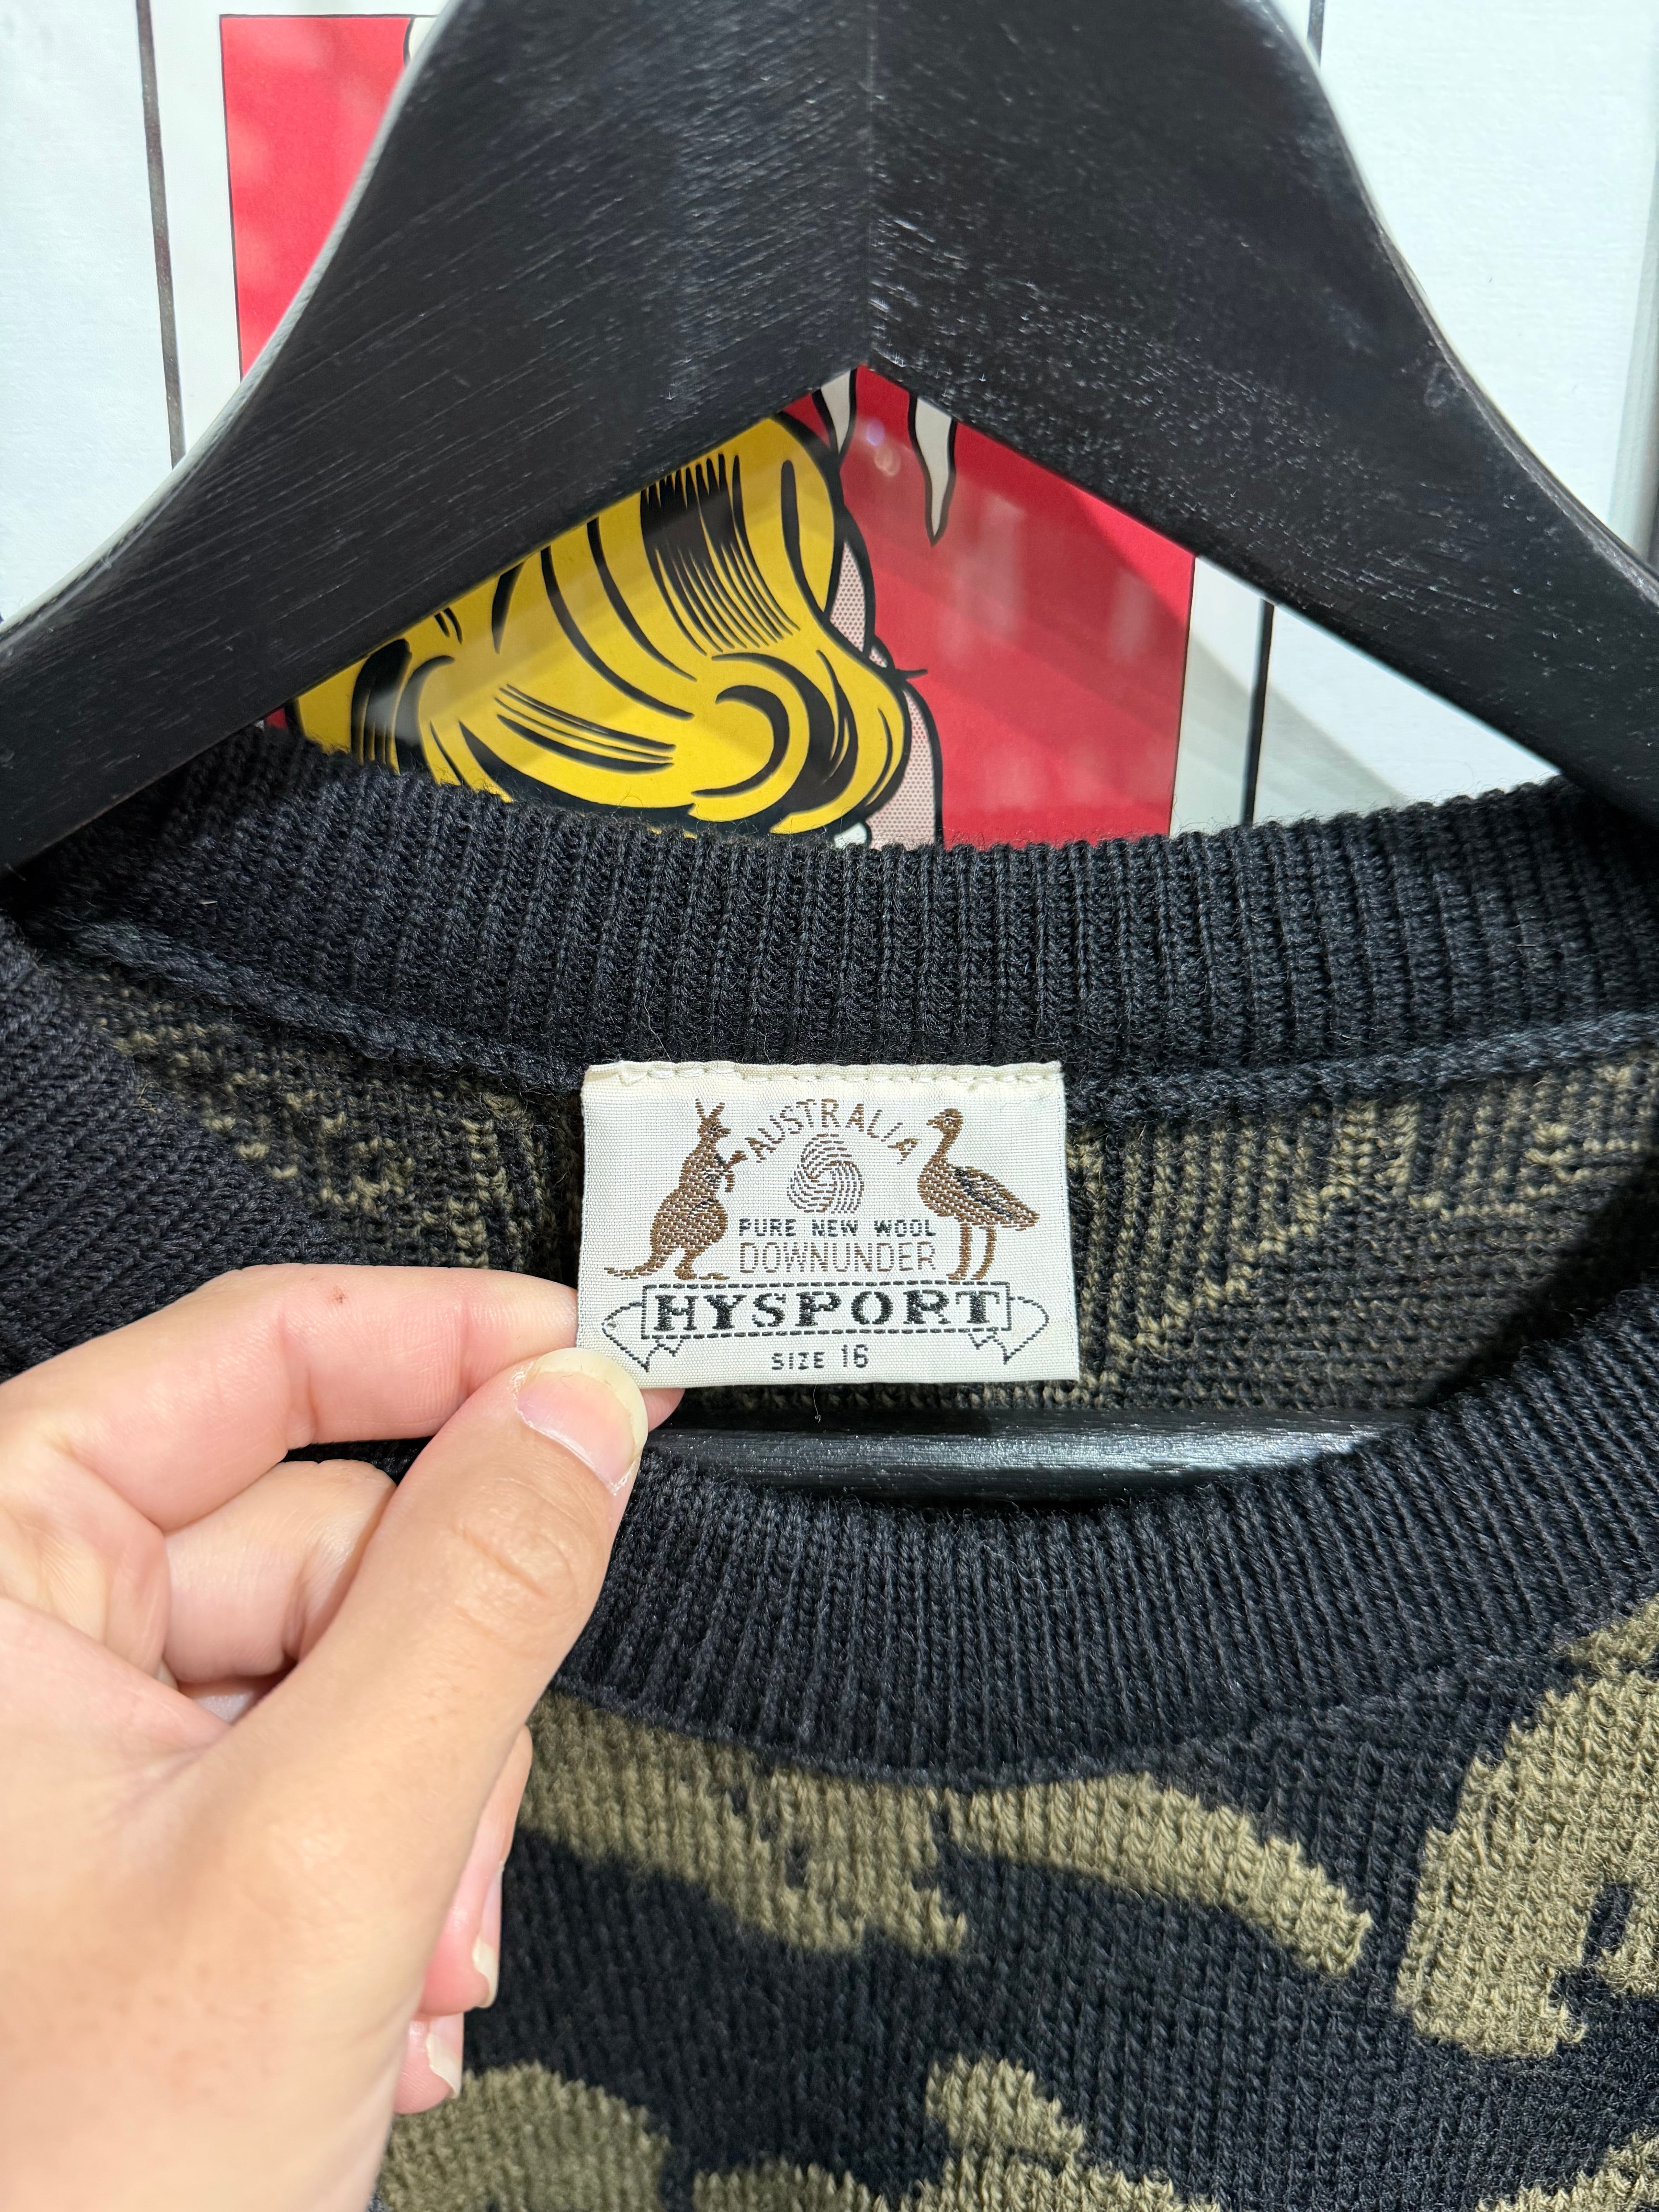 AUSTRALIA
PURE NEW WOOL
DOWNUNDER
HYSPORT
SIZE 16